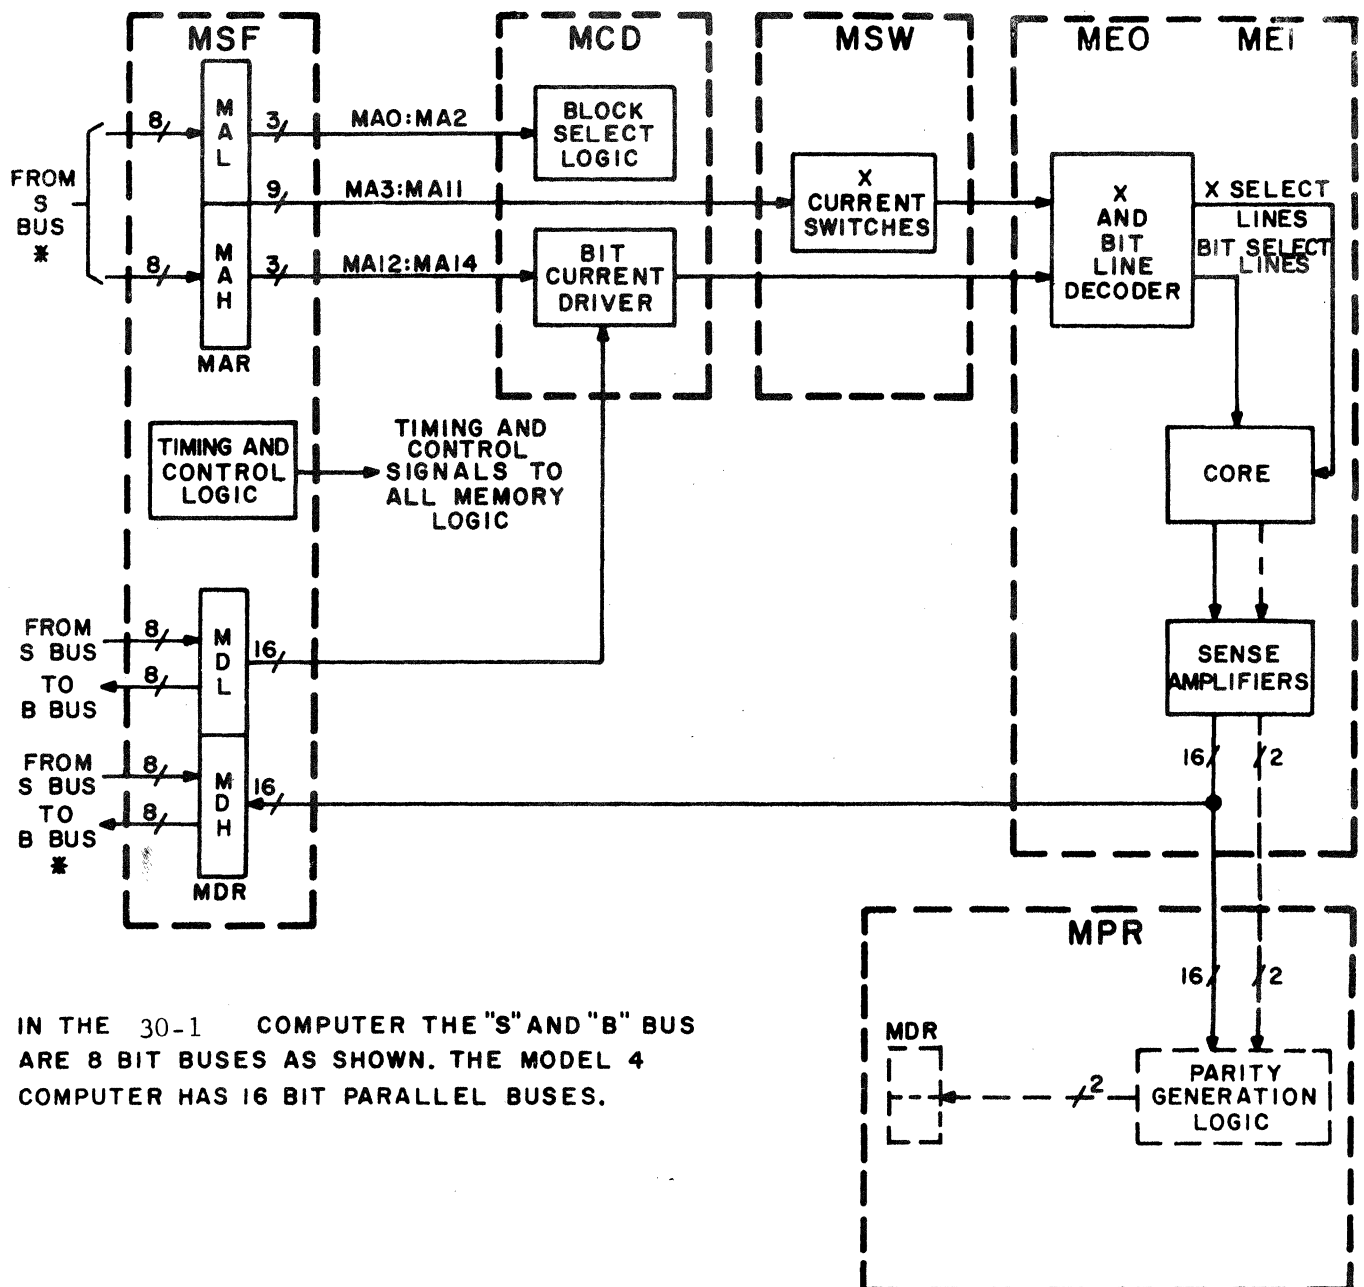 MSF
MCD
MSW
MEO MEI
FROM
S
BUS
*
8
8
MAL
MAH
MAR
3
MA0:MA2
9
MA3:MA11
3
MA12:MA14
BLOCK
SELECT
LOGIC
BIT
CURRENT
DRIVER
X
CURRENT
SWITCHES
X
AND
BIT
LINE
DECODER
X SELECT
LINES
BIT SELECT
LINES
CORE
SENSE
AMPLIFIERS
TIMING AND
CONTROL
LOGIC
TIMING AND
CONTROL
SIGNALS TO
ALL MEMORY
LOGIC
FROM
S BUS
8
TO
B BUS
8
FROM
S BUS
8
TO
B BUS
*
8
MDL
MDH
MDR
16
16
16
2
MPR
16
2
MDR
2
PARITY
GENERATION
LOGIC
IN THE 30-1 COMPUTER THE "S" AND "B" BUS
ARE 8 BIT BUSES AS SHOWN. THE MODEL 4
COMPUTER HAS 16 BIT PARALLEL BUSES.